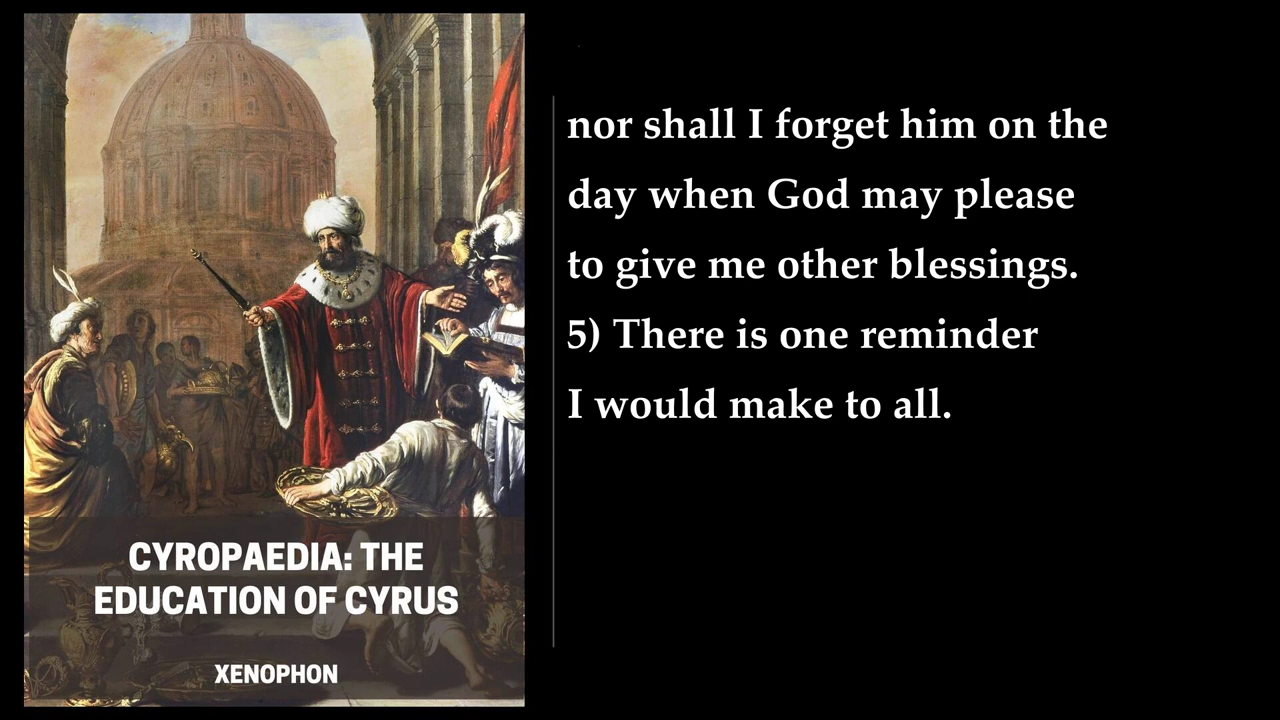 CYROPAEDIA: THE
EDUCATION OF CYRUS
XENOPHON
nor shall I forget him on the
day when God may please
to give me other blessings.
5) There is one reminder
I would make to all.